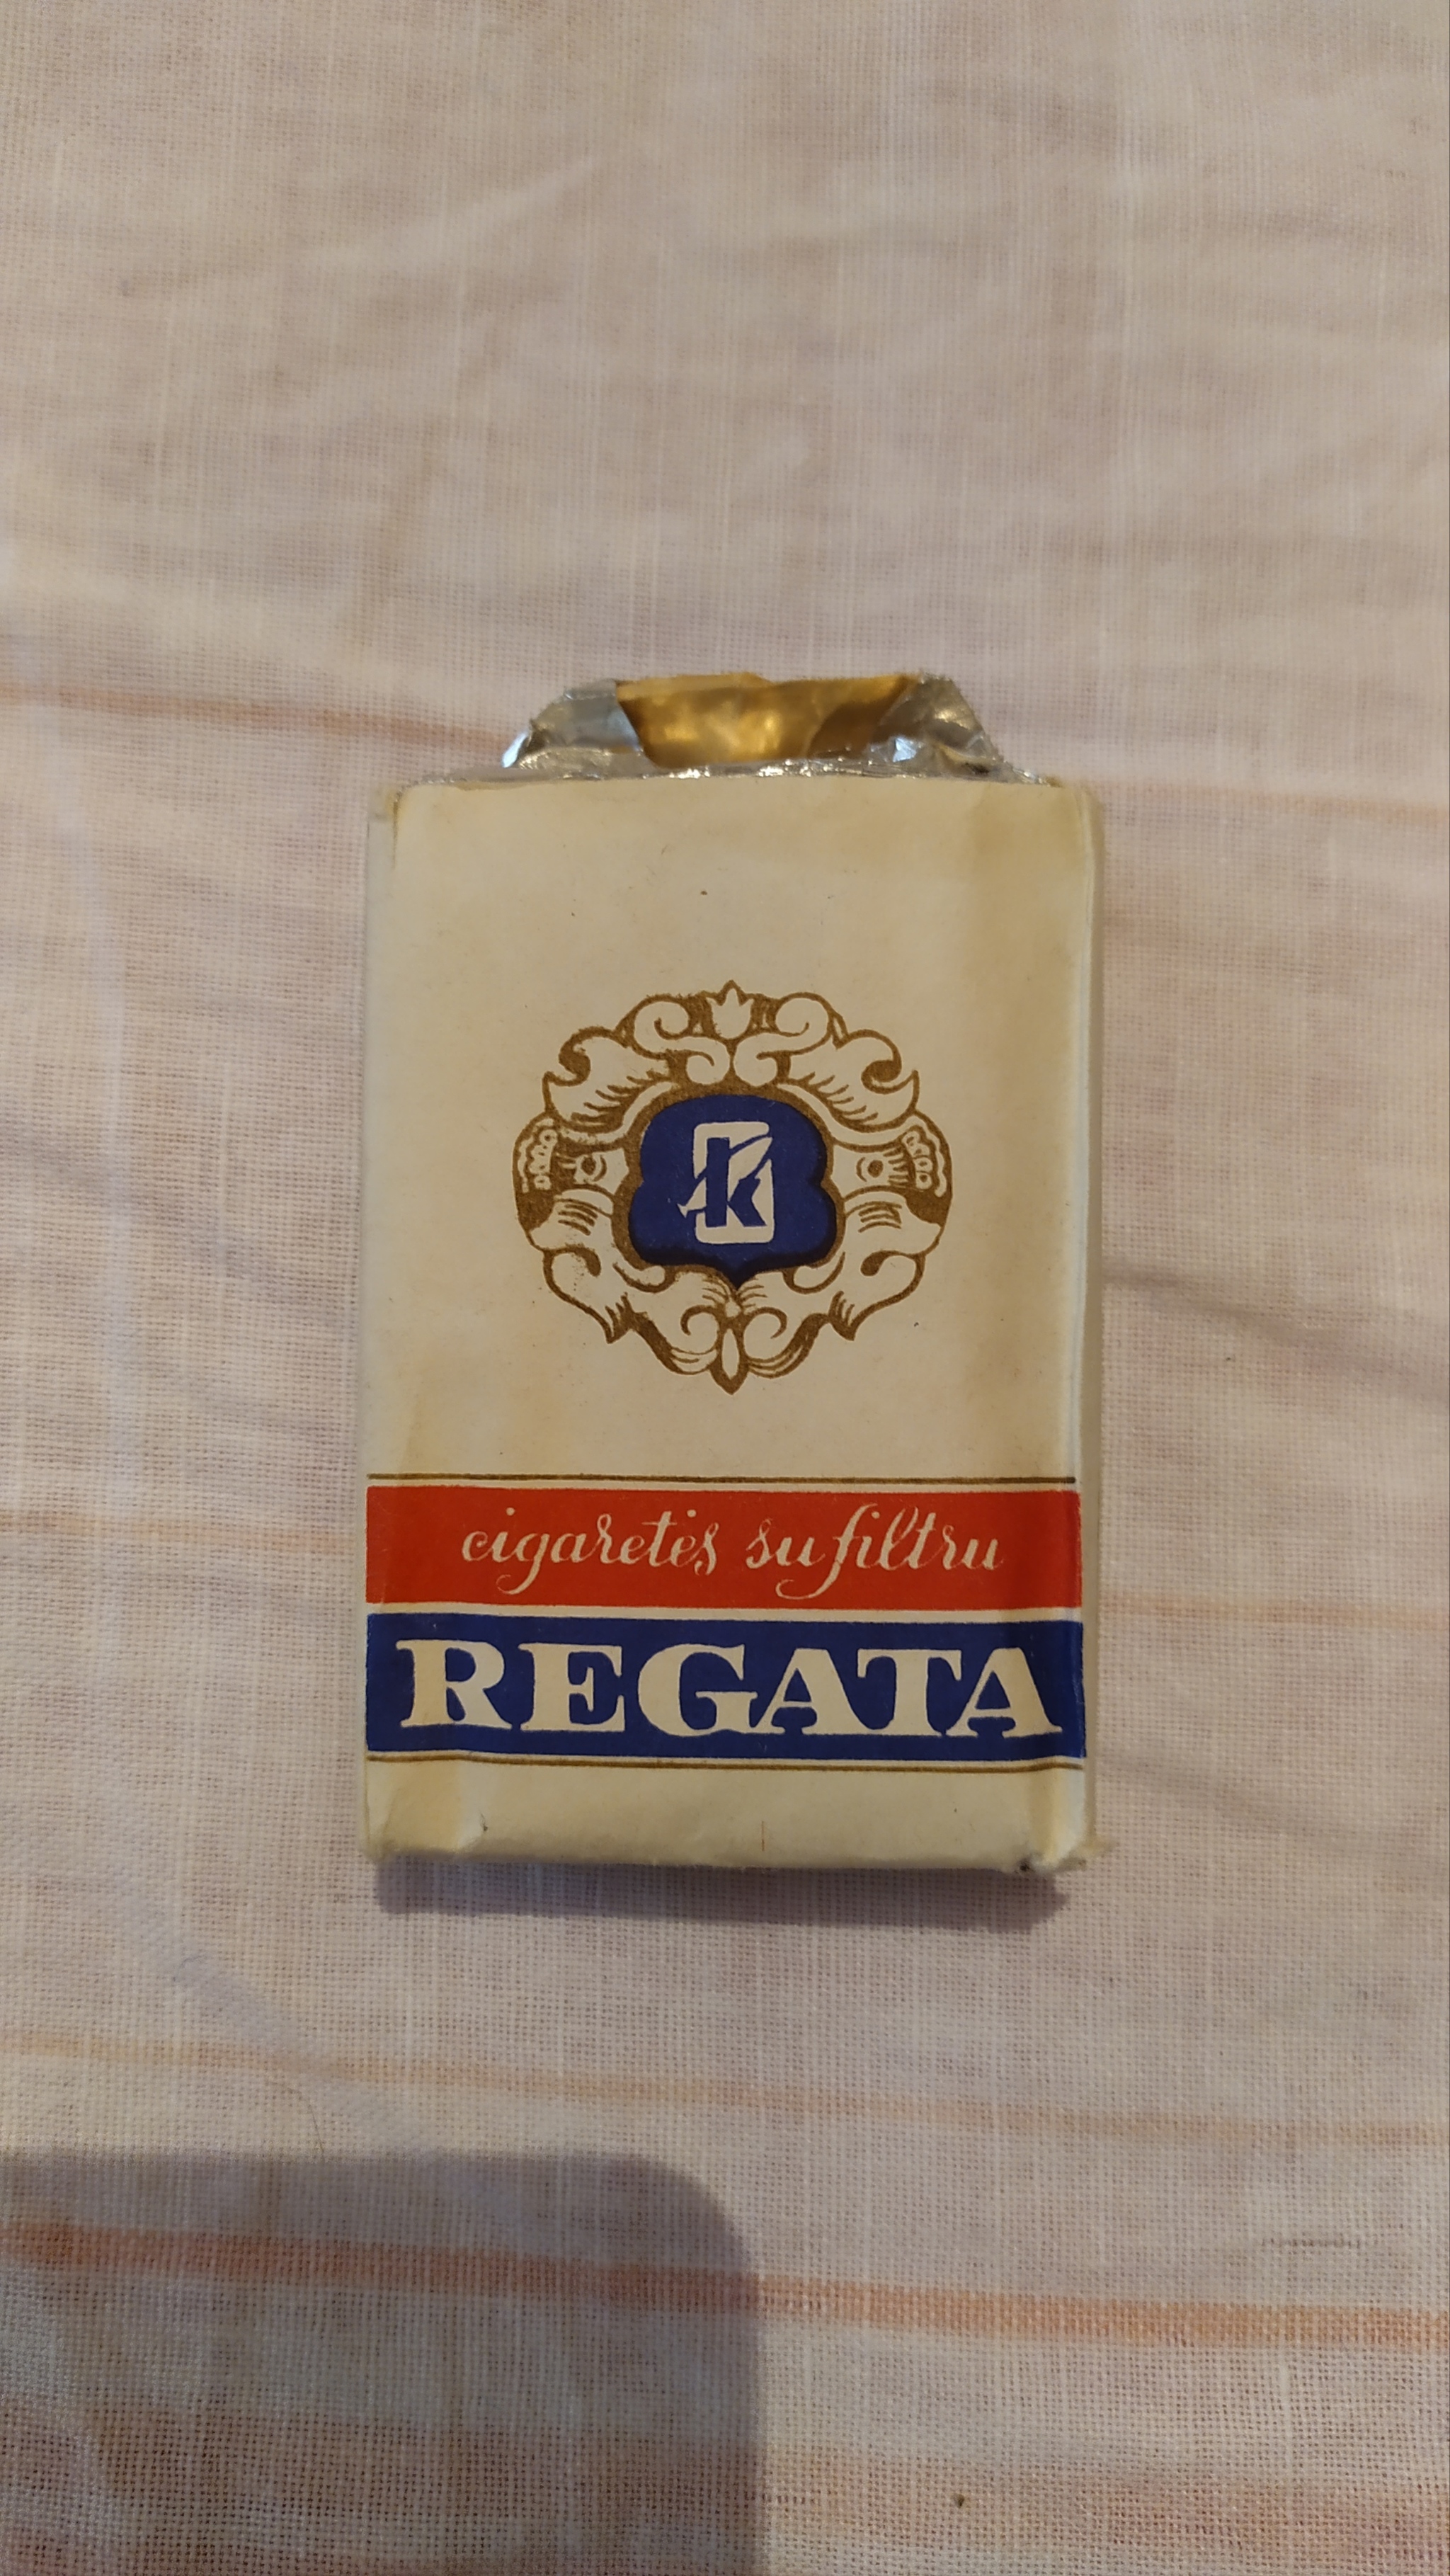 K
cigaretės su filtru
REGATA